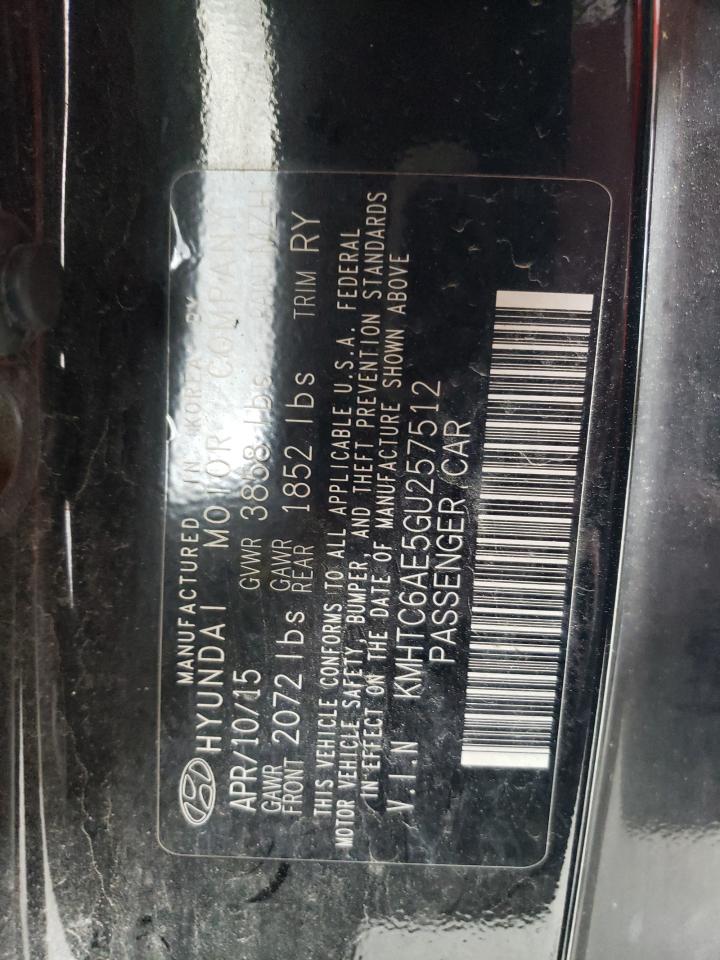 MANUFACTURED IN KOREA BY
HYUNDAI MOTOR COMPANY
APR/10/15 GVWR 3858 lbs PAINT NZH
GAWR FRONT 2072 lbs GAWR REAR 1852 lbs TRIM RY
THIS VEHICLE CONFORMS TO ALL APPLICABLE U.S.A. FEDERAL
MOTOR VEHICLE SAFETY, BUMPER, AND THEFT PREVENTION STANDARDS
IN EFFECT ON THE DATE OF MANUFACTURE SHOWN ABOVE
V.I.N KMHTC6AE5GU257512
PASSENGER CAR